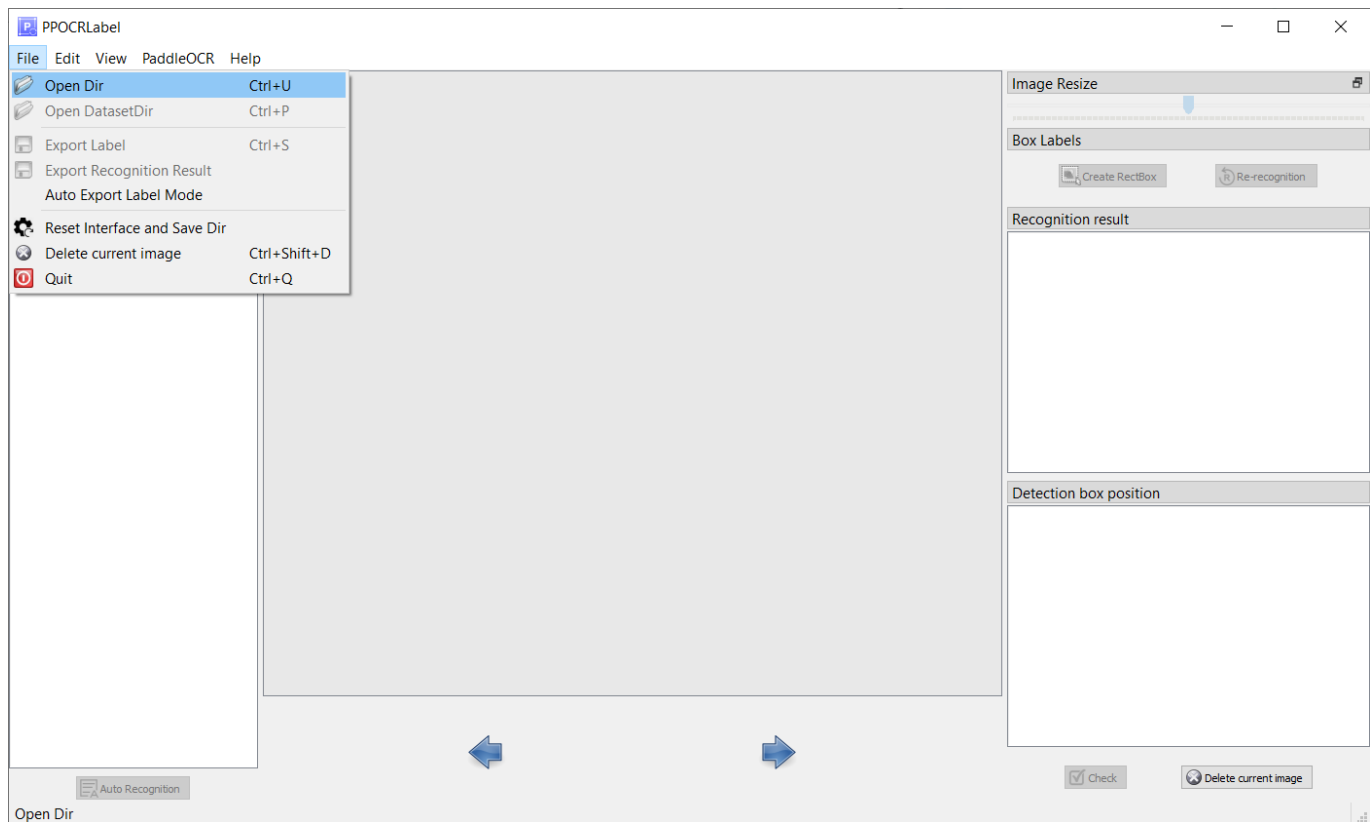 PPOCRLabel
File Edit View PaddleOCR Help
Open Dir Ctrl+U
Open DatasetDir Ctrl+P
Export Label Ctrl+S
Export Recognition Result
Auto Export Label Mode
Reset Interface and Save Dir
Delete current image Ctrl+Shift+D
Quit Ctrl+Q
Image Resize
Box Labels
Create RectBox Re-recognition
Recognition result
Detection box position
Check Delete current image
Auto Recognition
Open Dir